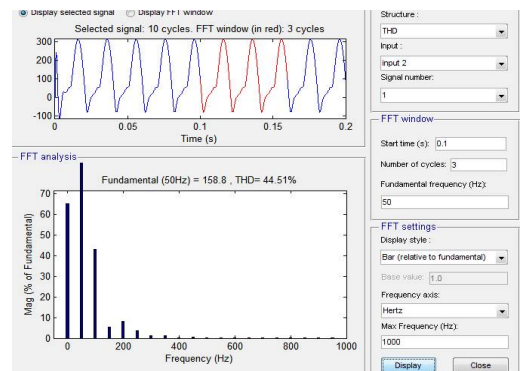 Display selected signal
Display FFT window
Selected signal: 10 cycles. FFT window (in red): 3 cycles
300
200
100
0
-100
0 0.05 0.1 0.15 0.2
Time (s)
FFT analysis
Fundamental (50Hz) = 158.8 , THD= 44.51%
70
60
50
40
30
20
10
0
Mag (% of Fundamental)
0 200 400 600 800 1000
Frequency (Hz)
Structure :
THD
Input :
input 2
Signal number:
1
FFT window
Start time (s): 0.1
Number of cycles: 3
Fundamental frequency (Hz):
50
FFT settings
Display style :
Bar (relative to fundamental)
Base value: 1.0
Frequency axis:
Hertz
Max Frequency (Hz):
1000
Display
Close